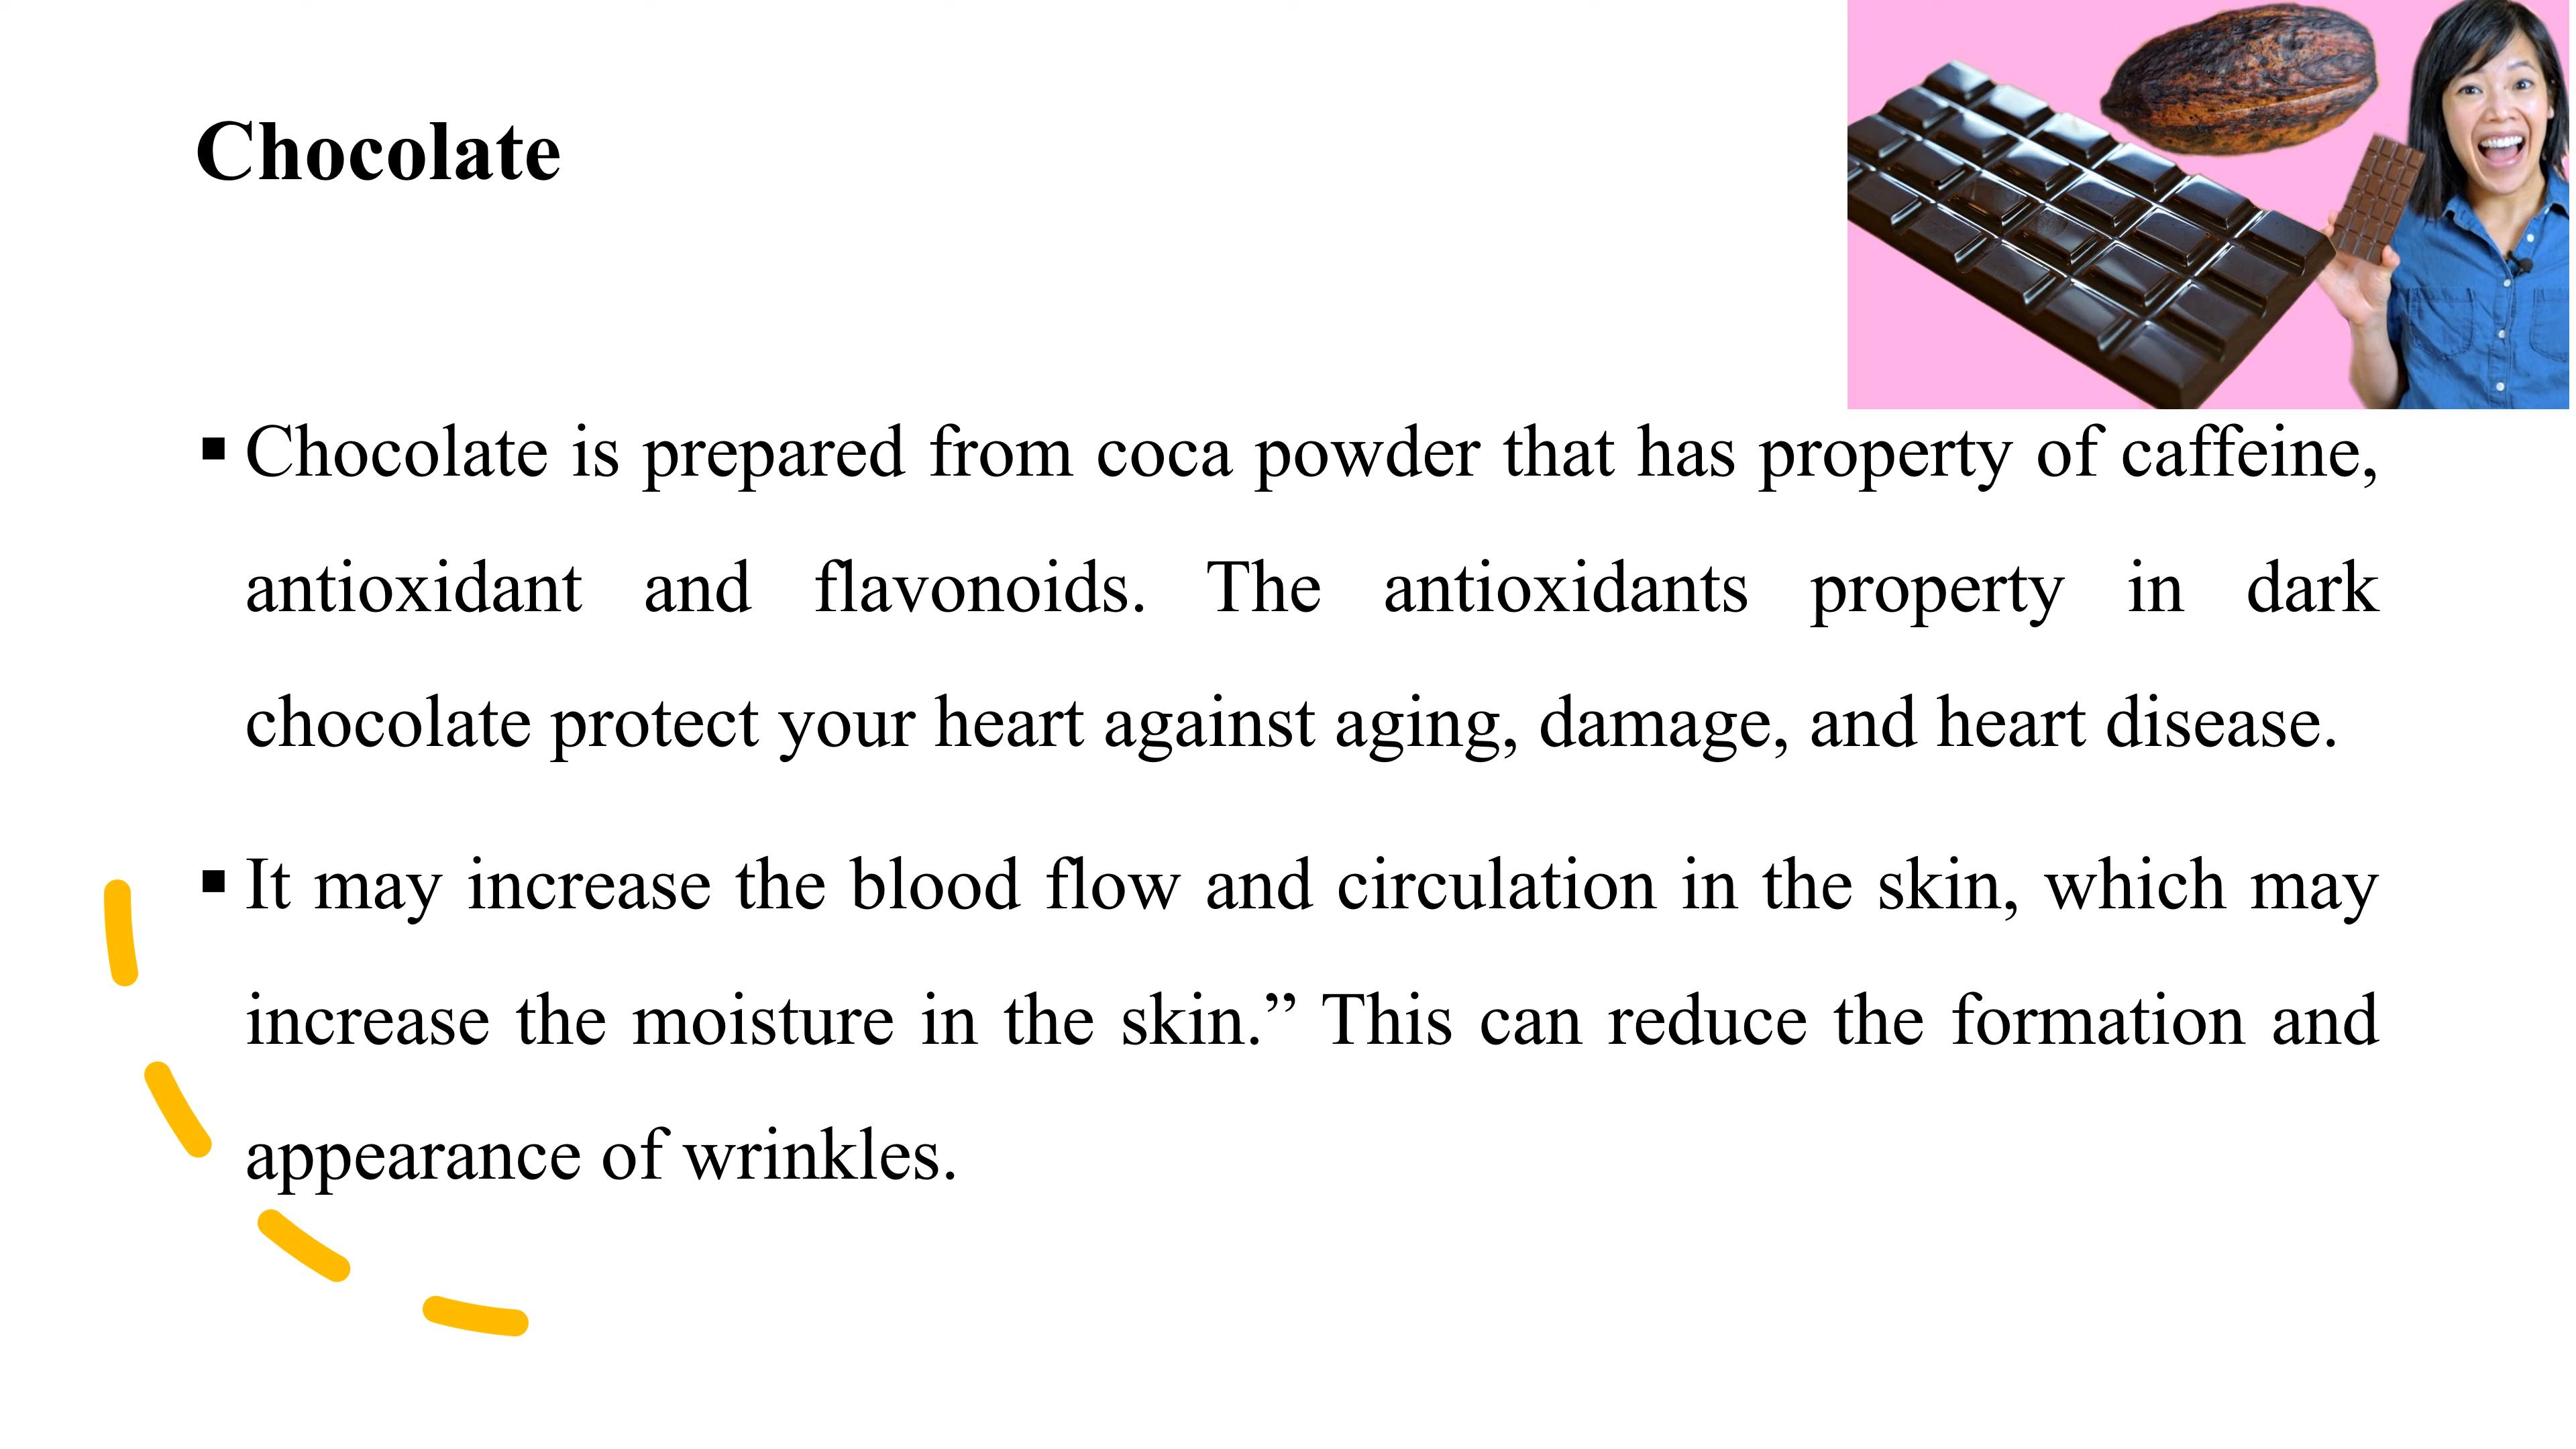 Chocolate
▪ Chocolate is prepared from coca powder that has property of caffeine,
antioxidant and flavonoids. The antioxidants property in dark
chocolate protect your heart against aging, damage, and heart disease.
▪ It may increase the blood flow and circulation in the skin, which may
increase the moisture in the skin.” This can reduce the formation and
appearance of wrinkles.